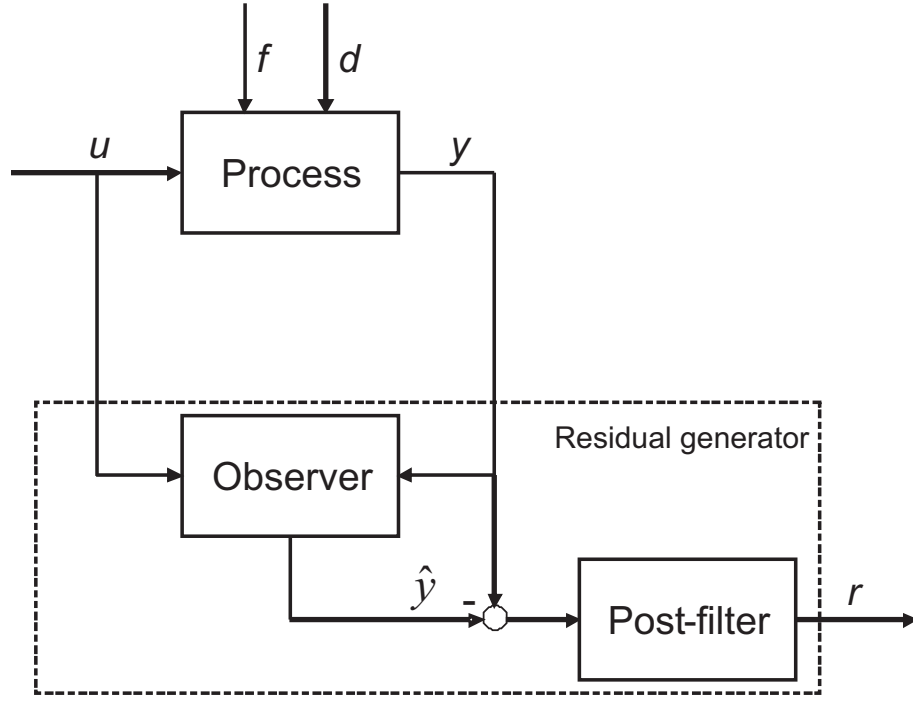 f
d
u
Process
y
Residual generator
Observer
ŷ
-
Post-filter
r